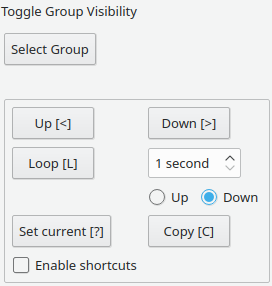 Toggle Group Visibility
Select Group
Up [<] Down [>]
Loop [L] 1 second
Up Down
Set current [?] Copy [C]
Enable shortcuts